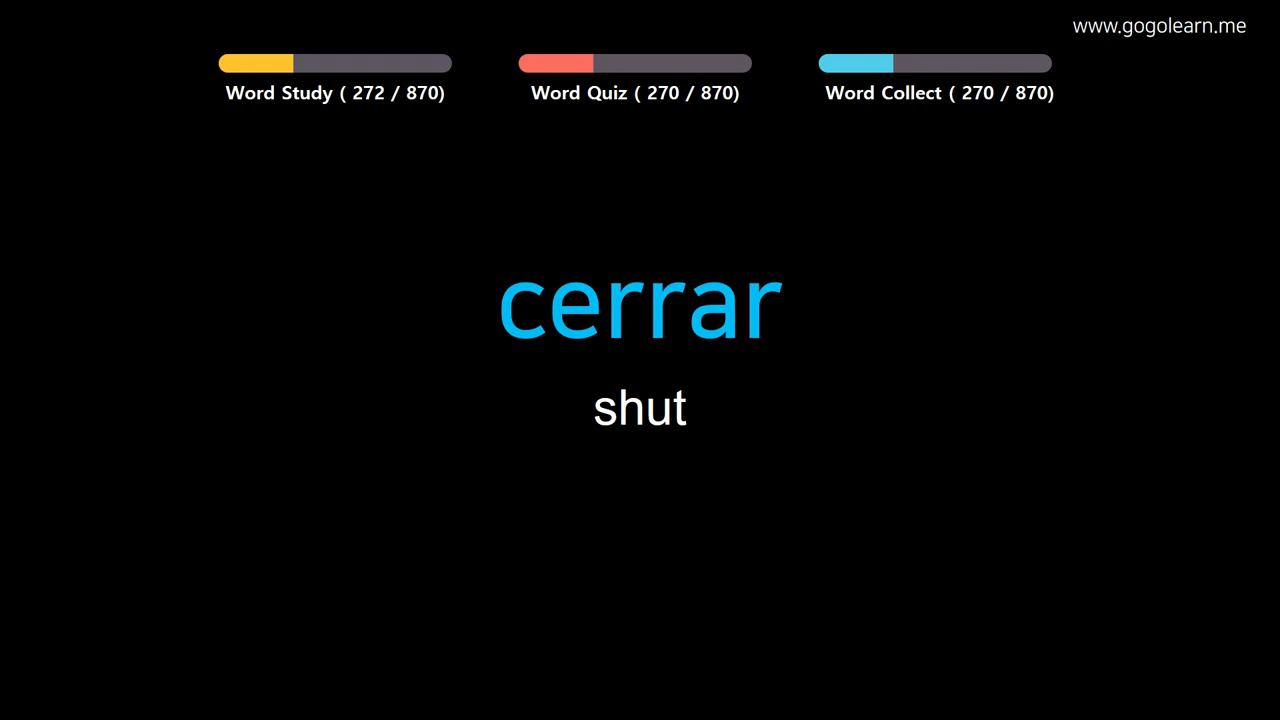 www.gogolearn.me
Word Study ( 272 / 870)
Word Quiz ( 270 / 870)
Word Collect ( 270 / 870)
cerrar
shut